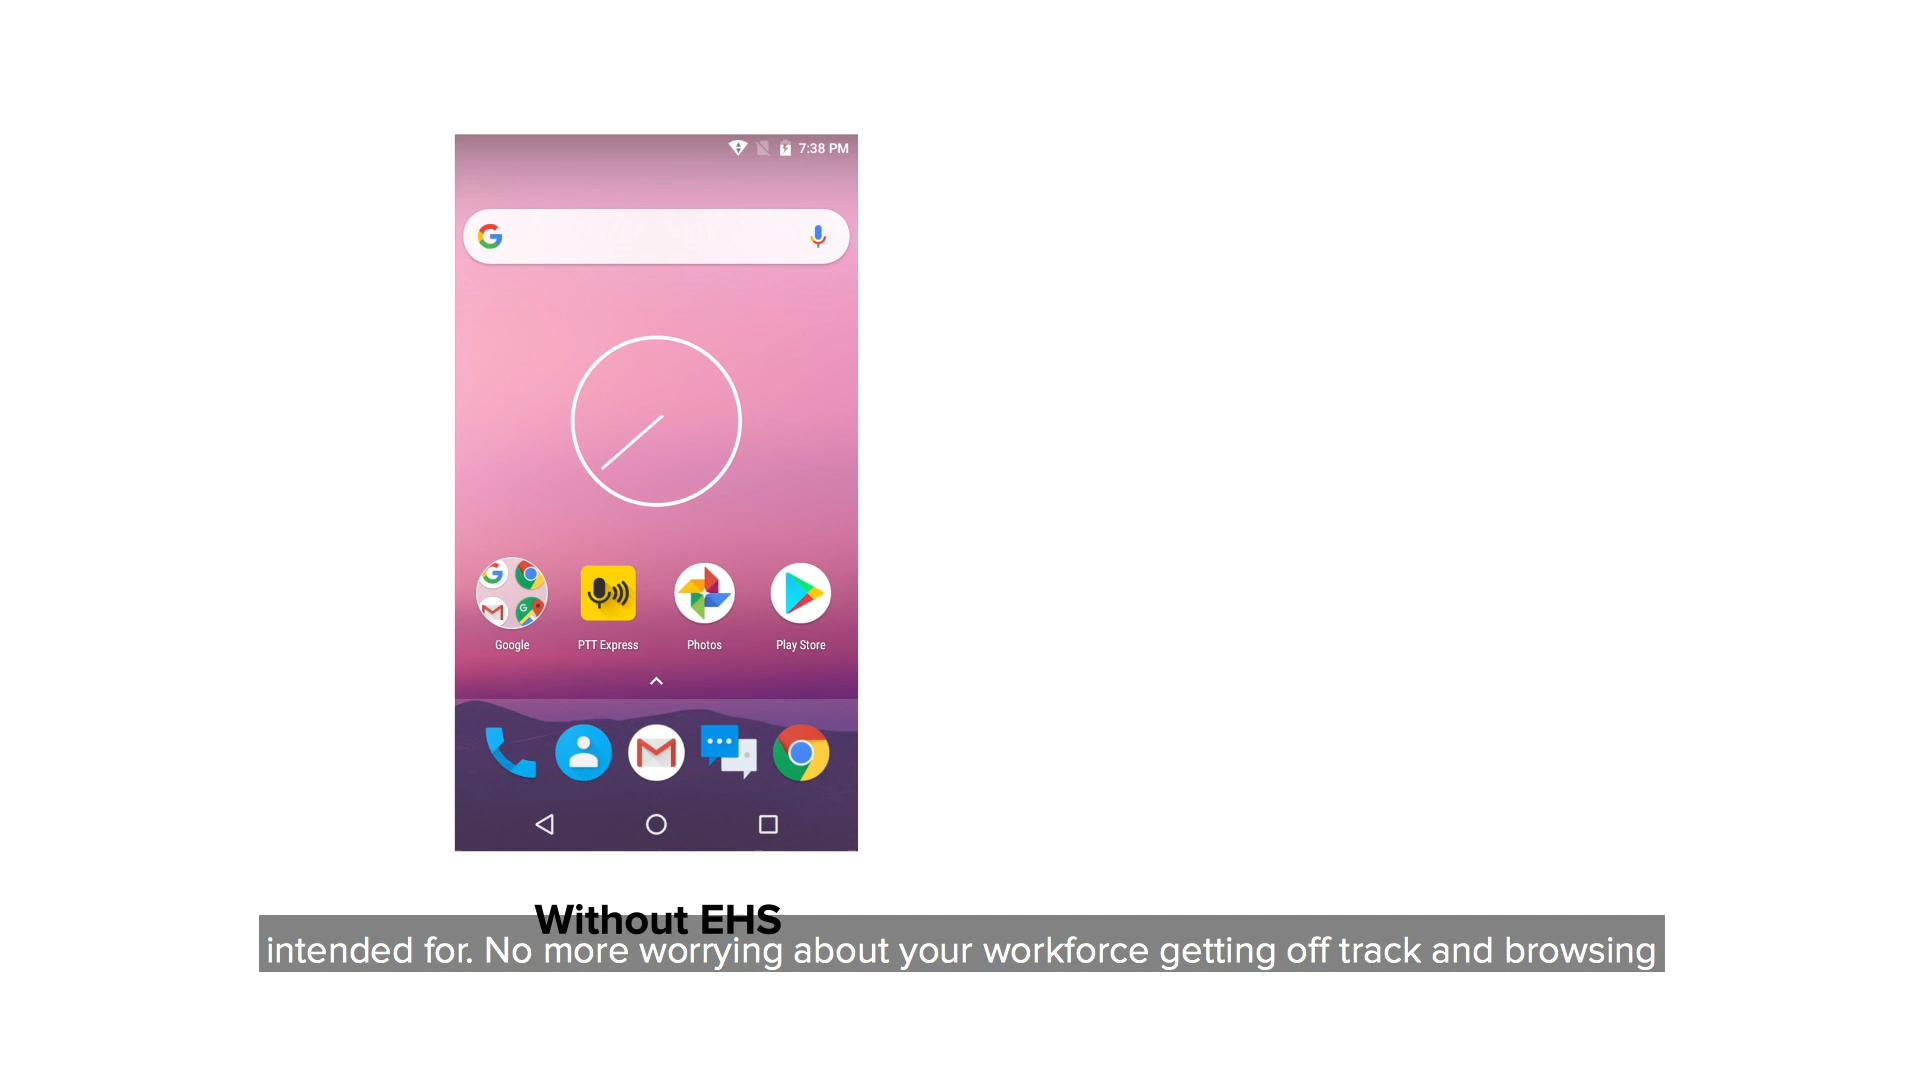 7:38 PM
Google
PTT Express
Photos
Play Store
Without EHS
intended for. No more worrying about your workforce getting off track and browsing